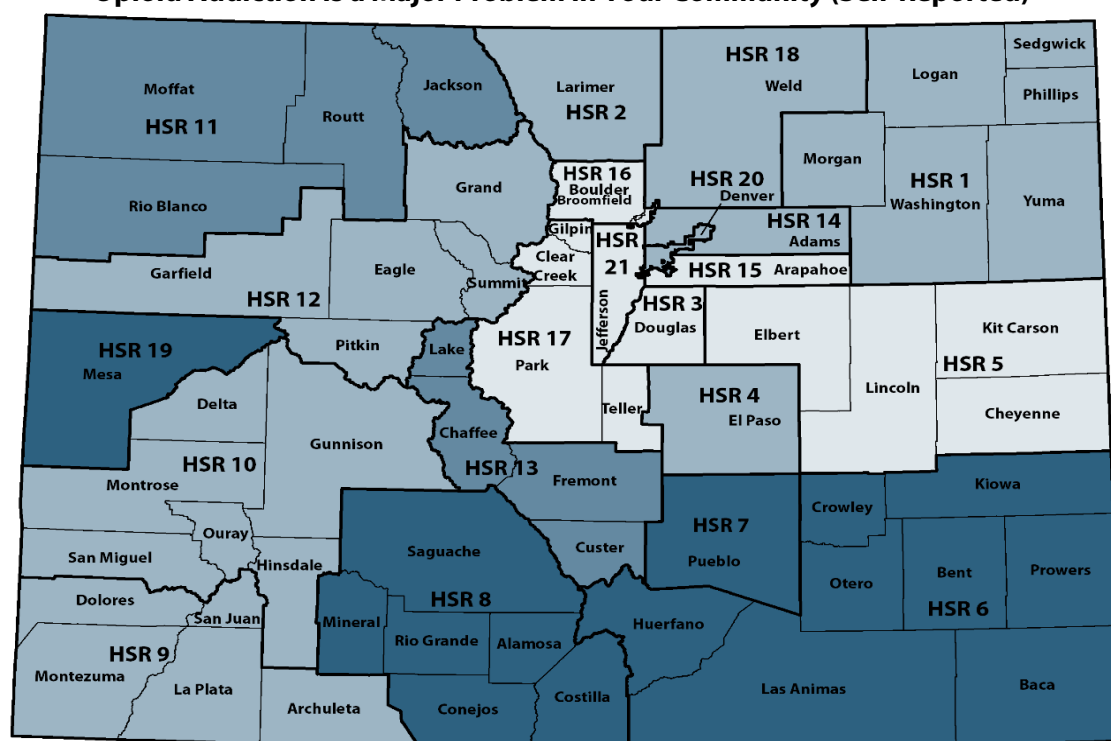 Opioid Addiction is a Major Problem in Your Community (Self-Reported)
Moffat
HSR 11
Routt
Jackson
Larimer
HSR 2
HSR 18
Weld
Logan
Sedgwick
Phillips
Rio Blanco
Grand
HSR 16
Boulder
Broomfield
HSR 20
Denver
Morgan
HSR 1
Washington
Yuma
Garfield
HSR 12
Eagle
Summit
Gilpin
Clear
Creek
HSR
21
Jefferson
HSR 14
Adams
HSR 15
Arapahoe
HSR 19
Mesa
Pitkin
Lake
HSR 17
Park
HSR 3
Douglas
Elbert
Lincoln
Kit Carson
HSR 5
Cheyenne
Delta
HSR 10
Gunnison
Chaffee
HSR 13
Teller
HSR 4
El Paso
Montrose
Ouray
San Miguel
Hinsdale
Saguache
Fremont
Custer
HSR 7
Pueblo
Crowley
Kiowa
Otero
Bent
HSR 6
Prowers
Dolores
San Juan
HSR 9
Montezuma
La Plata
Archuleta
Mineral
HSR 8
Rio Grande
Alamosa
Conejos
Costilla
Huerfano
Las Animas
Baca